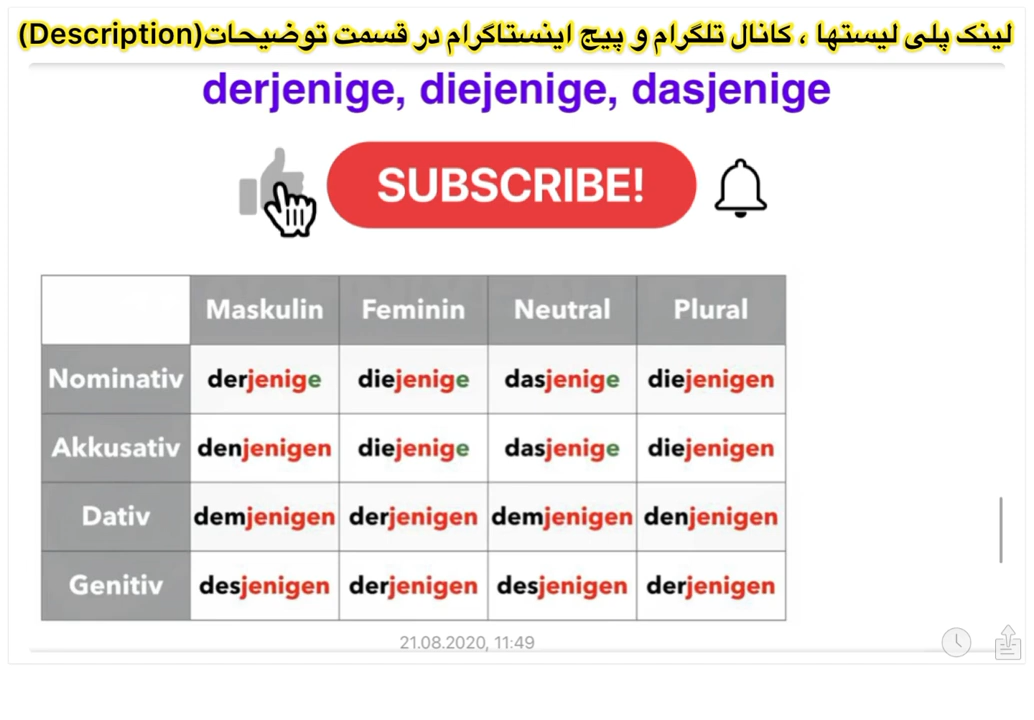 لینک پلی لیستها ، کانال تلگرام و پیج اینستاگرام در قسمت توضیحات(Description)
derjenige, diejenige, dasjenige
SUBSCRIBE!
Maskulin Feminin Neutral Plural
Nominativ derjenige diejenige dasjenige diejenigen
Akkusativ denjenigen diejenige dasjenige diejenigen
Dativ demjenigen derjenigen demjenigen denjenigen
Genitiv desjenigen derjenigen desjenigen derjenigen
21.08.2020, 11:49